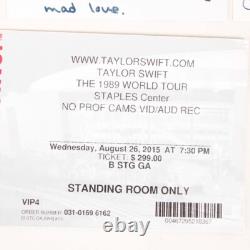 mad love.
WWW.TAYLORSWIFT.COM
TAYLOR SWIFT
THE 1989 WORLD TOUR
STAPLES Center
NO PROF CAMS VID/AUD REC
Wednesday, August 26, 2015 AT 7:30 PM
TICKET $ 299.00
B STG GA
STANDING ROOM ONLY
VIP4
ORDER NUMBER 031-0159 6162